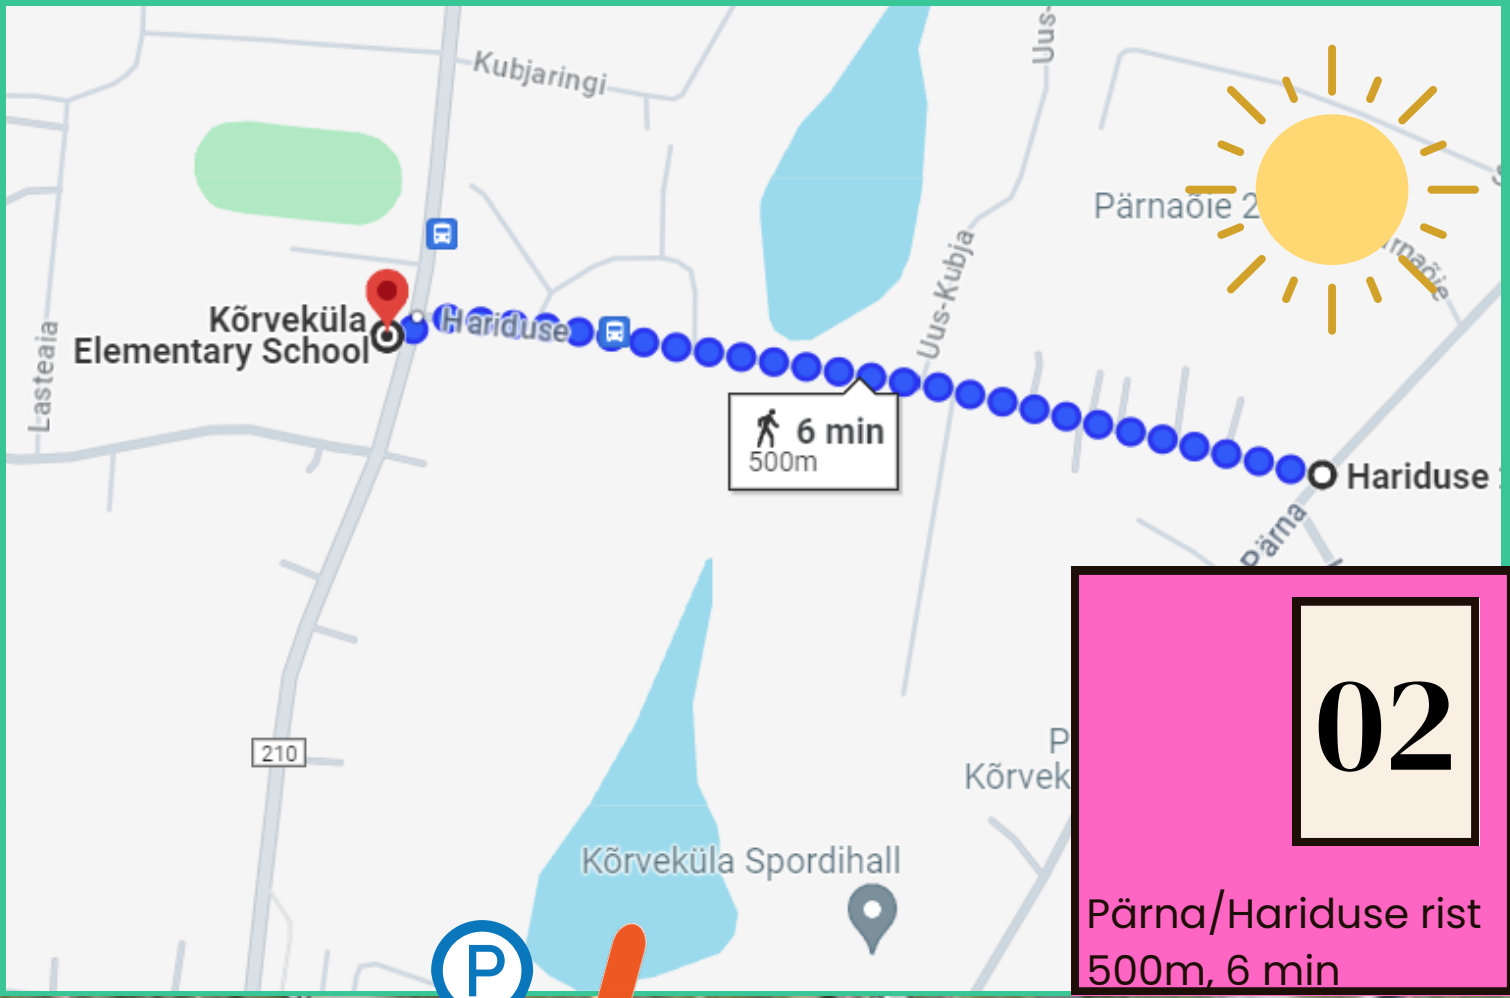 Kubjaringi
Uus-
Pärnaõie 2
Uus-Kubja
Lasteaia
Kõrveküla
Elementary School
Hariduse
6 min
500m
Hariduse
Pärna
02
210
P
Kõrvek
Kõrveküla Spordihall
Pärna/Hariduse rist
500m, 6 min
P